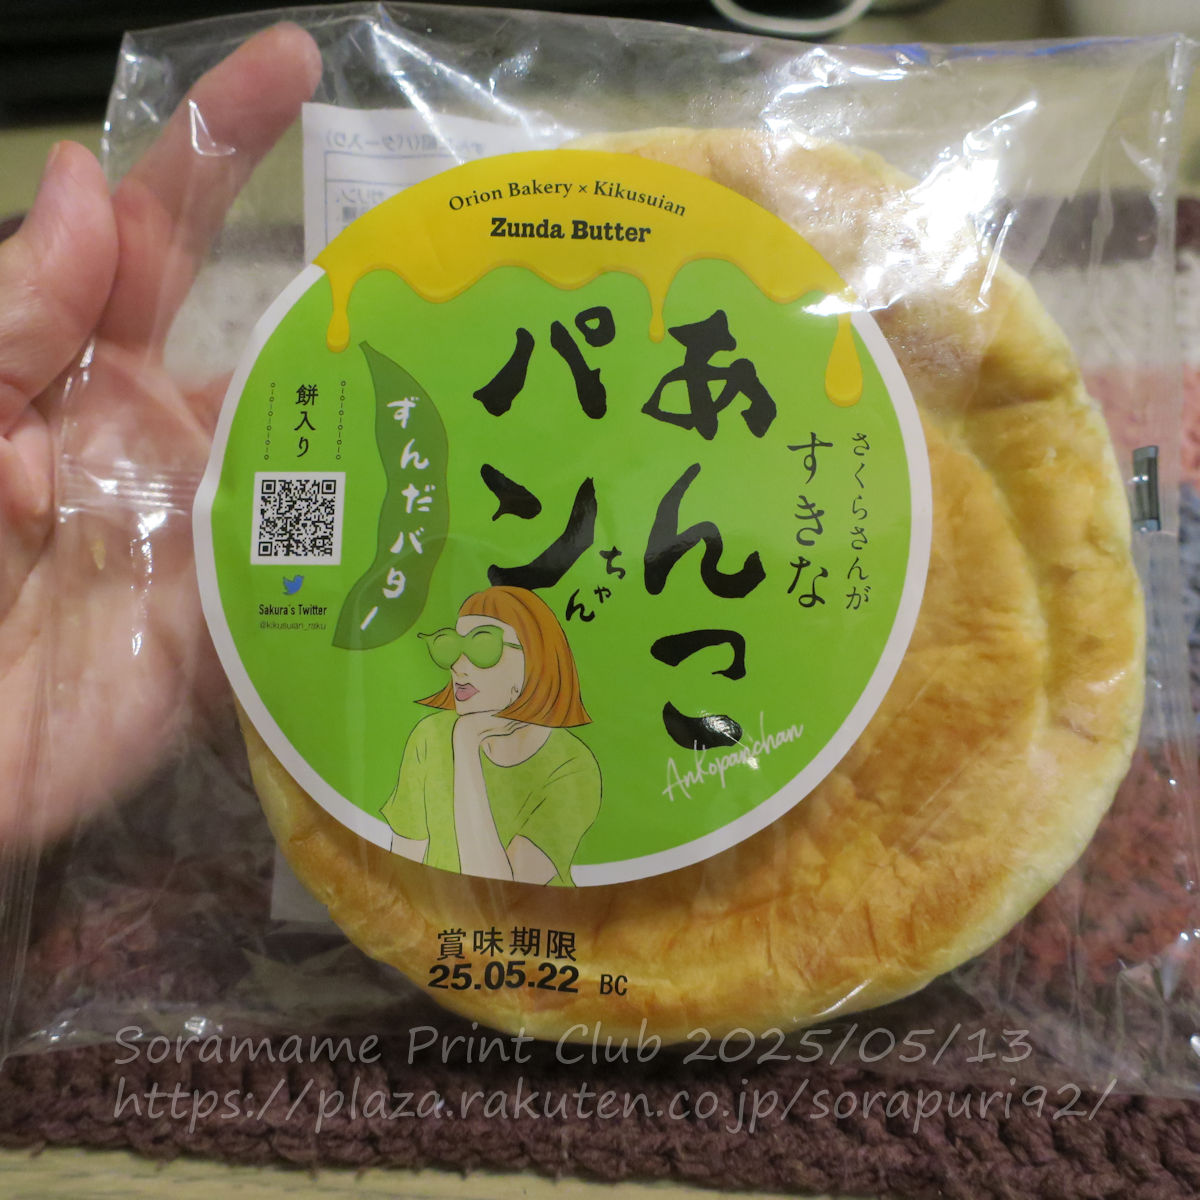 Orion Bakery × Kikusuian
Zunda Butter
さくらさんが
すきな
あんこ
パンちゃん
ずんだバター
餅入り
Sakura's Twitter
@kikusuian_raku
Ankopanchan
賞味期限
25.05.22 BC
Soramame Print Club 2025/05/13
https://plaza.rakuten.co.jp/sorapuri92/